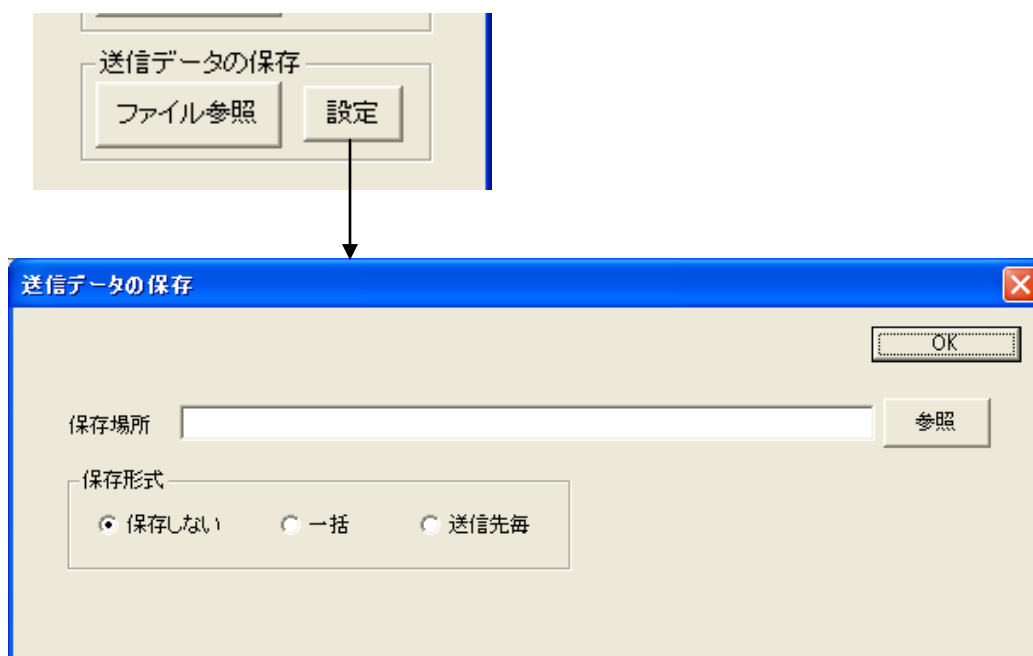 送信データの保存
ファイル参照 設定
送信データの保存
OK
保存場所 参照
保存形式
保存しない 一括 送信先毎